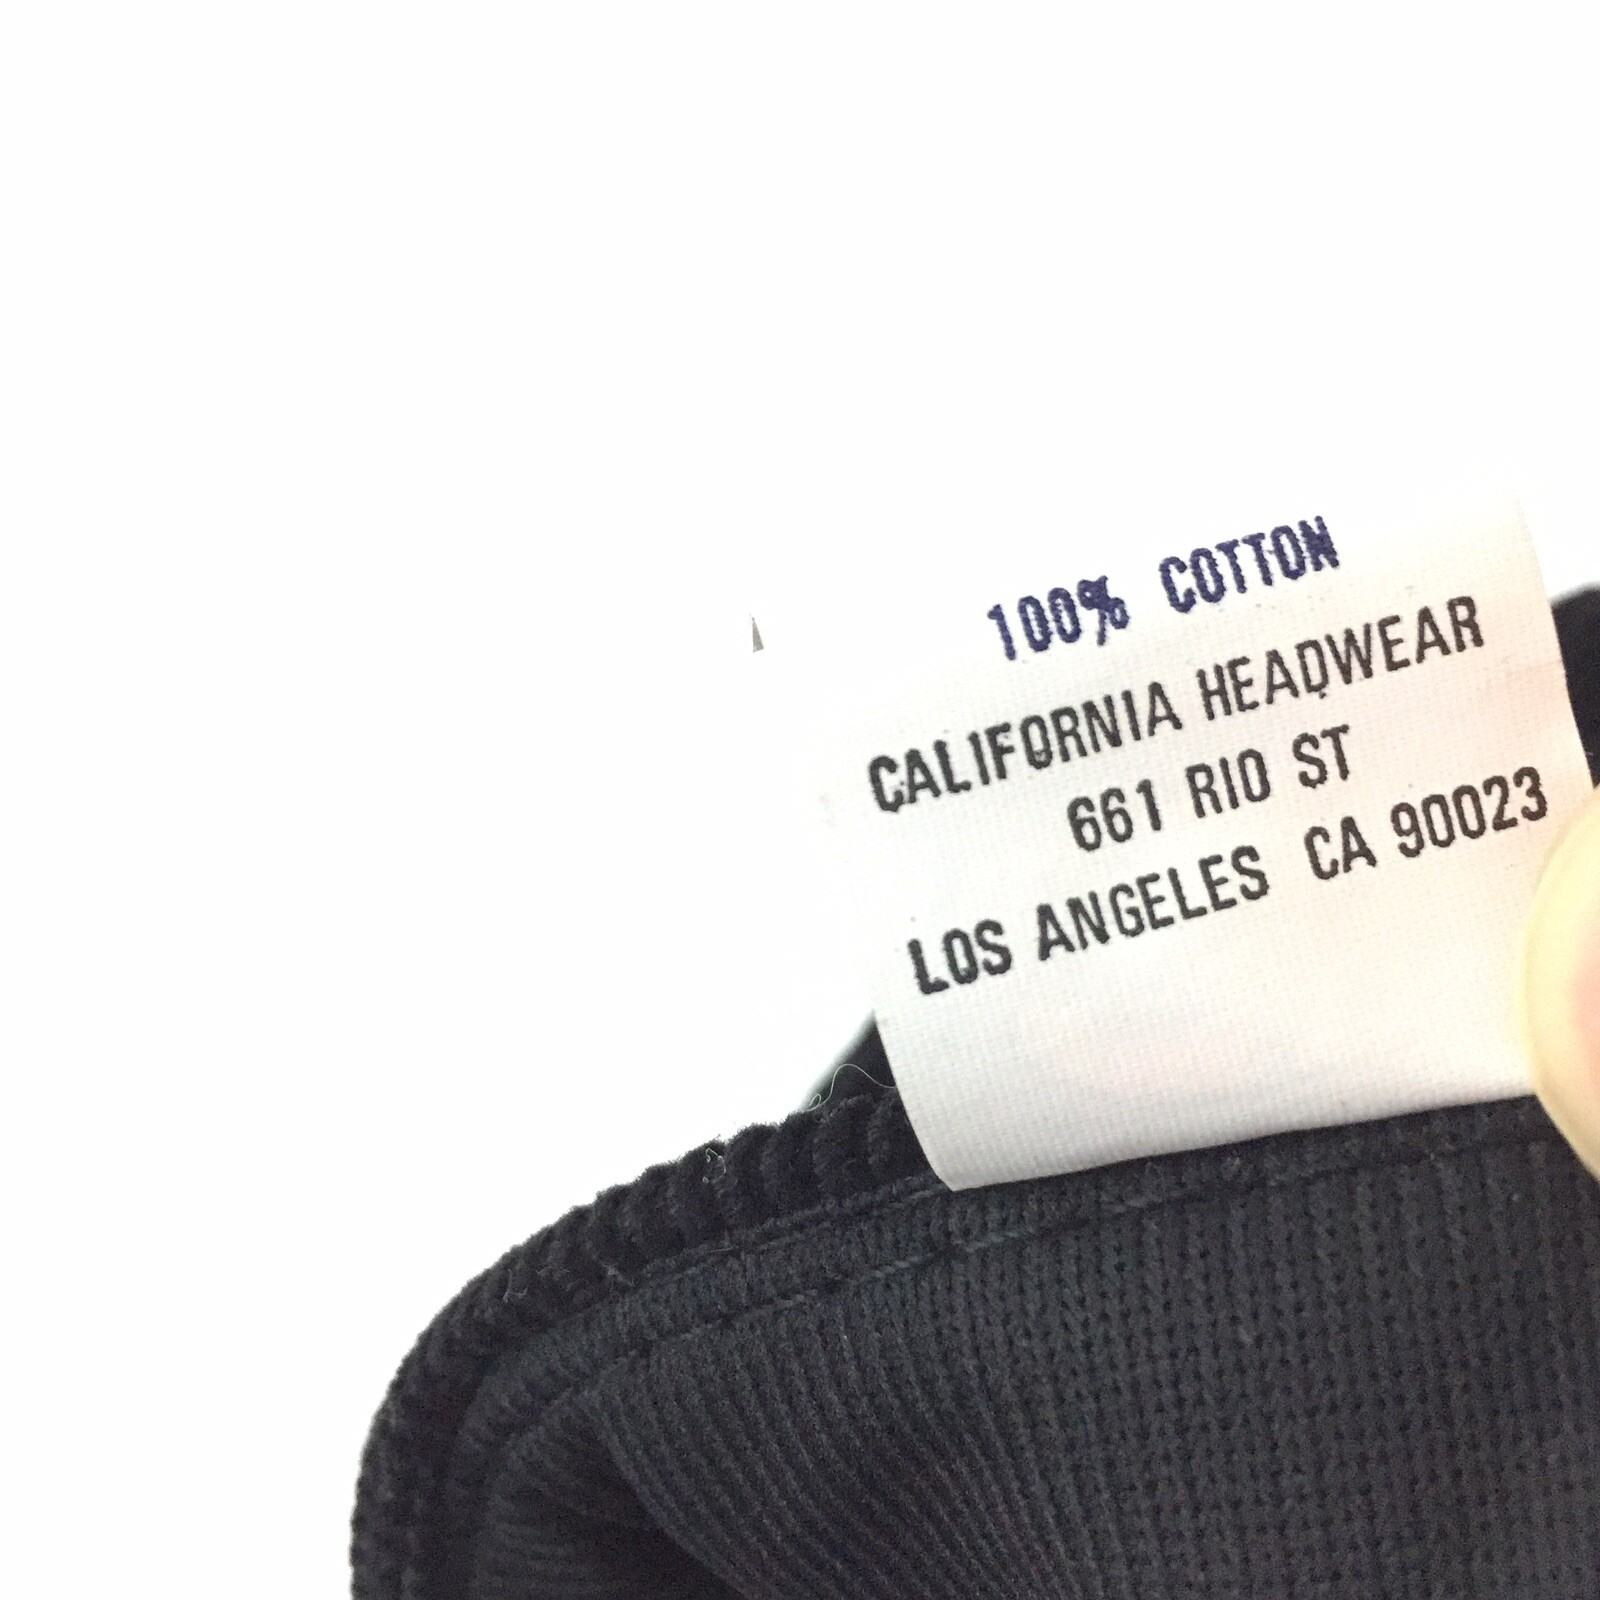 100% COTTON
CALIFORNIA HEADWEAR
661 RIO ST
LOS ANGELES CA 90023